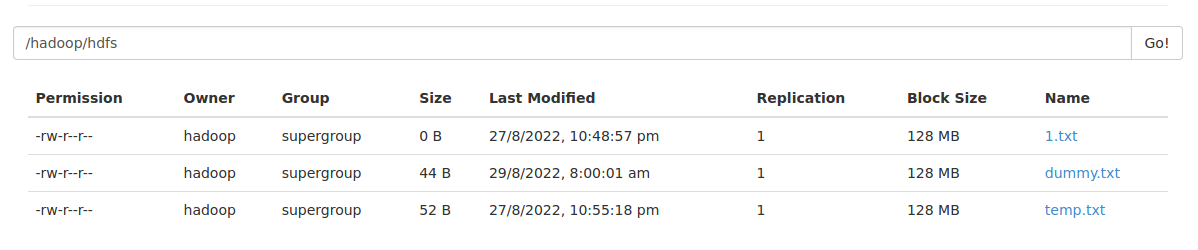 /hadoop/hdfs Go!
Permission Owner Group Size Last Modified Replication Block Size Name
-rw-r--r-- hadoop supergroup 0 B 27/8/2022, 10:48:57 pm 1 128 MB 1.txt
-rw-r--r-- hadoop supergroup 44 B 29/8/2022, 8:00:01 am 1 128 MB dummy.txt
-rw-r--r-- hadoop supergroup 52 B 27/8/2022, 10:55:18 pm 1 128 MB temp.txt